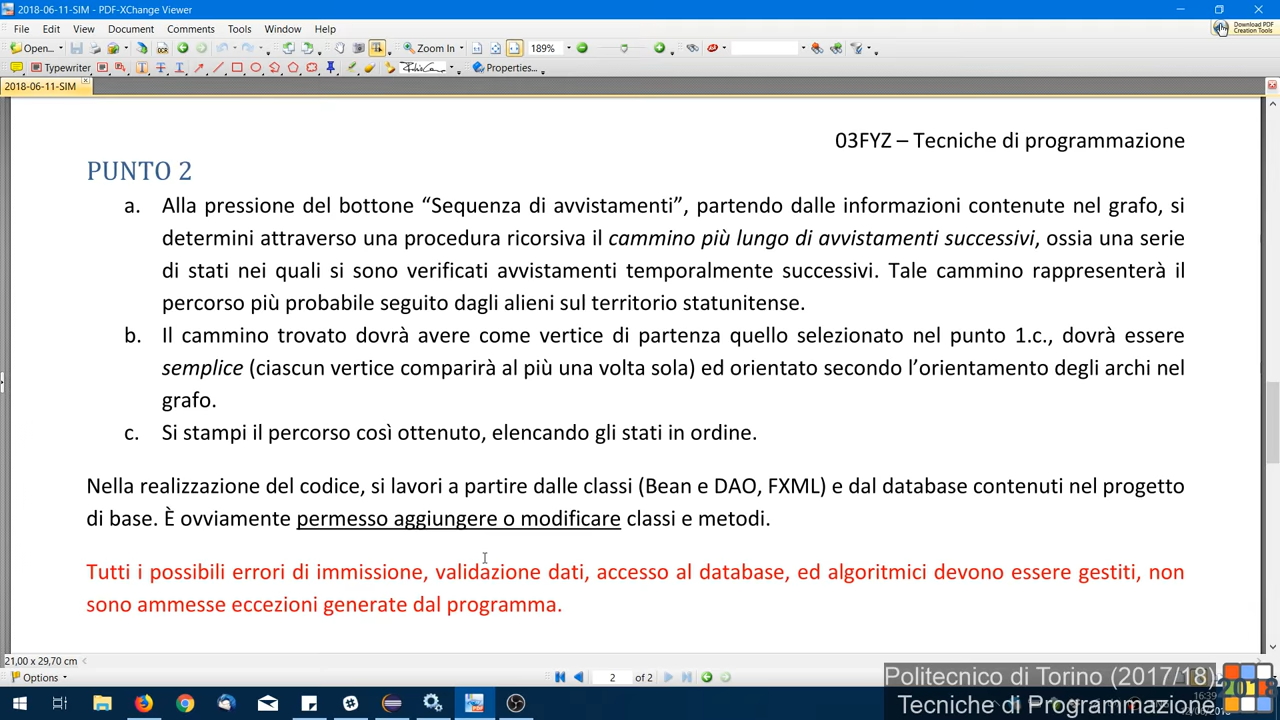 2018-06-11-SIM - PDF-XChange Viewer
File Edit View Document Comments Tools Window Help
Download PDF
Creation Tools
Open... Zoom In 189%
Typewriter Properties...
2018-06-11-SIM
03FYZ – Tecniche di programmazione
PUNTO 2
a. Alla pressione del bottone “Sequenza di avvistamenti”, partendo dalle informazioni contenute nel grafo, si
determini attraverso una procedura ricorsiva il cammino più lungo di avvistamenti successivi, ossia una serie
di stati nei quali si sono verificati avvistamenti temporalmente successivi. Tale cammino rappresenterà il
percorso più probabile seguito dagli alieni sul territorio statunitense.
b. Il cammino trovato dovrà avere come vertice di partenza quello selezionato nel punto 1.c., dovrà essere
semplice (ciascun vertice comparirà al più una volta sola) ed orientato secondo l’orientamento degli archi nel
grafo.
c. Si stampi il percorso così ottenuto, elencando gli stati in ordine.
Nella realizzazione del codice, si lavori a partire dalle classi (Bean e DAO, FXML) e dal database contenuti nel progetto
di base. È ovviamente permesso aggiungere o modificare classi e metodi.
Tutti i possibili errori di immissione, validazione dati, accesso al database, ed algoritmici devono essere gestiti, non
sono ammesse eccezioni generate dal programma.
21,00 x 29,70 cm
Options 2 of 2
Politecnico di Torino (2017/18)
Tecniche di Programmazione
2018
16:39